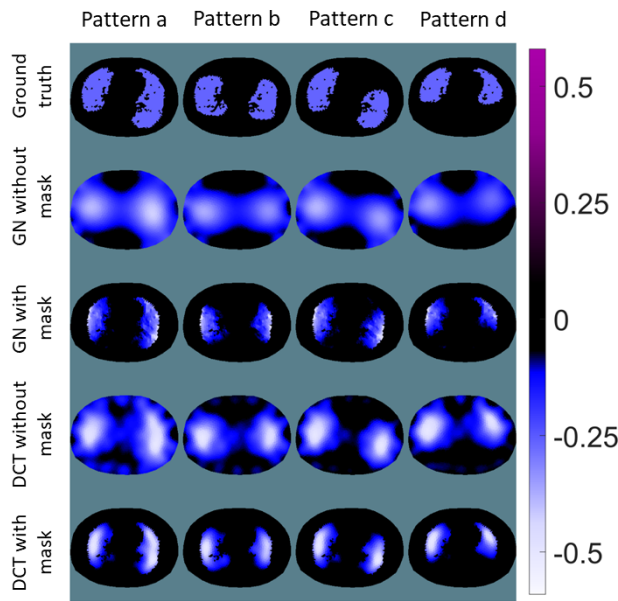 Pattern a Pattern b Pattern c Pattern d
Ground
truth
GN without
mask
GN with
mask
DCT without
mask
DCT with
mask
0.5
0.25
0
-0.25
-0.5